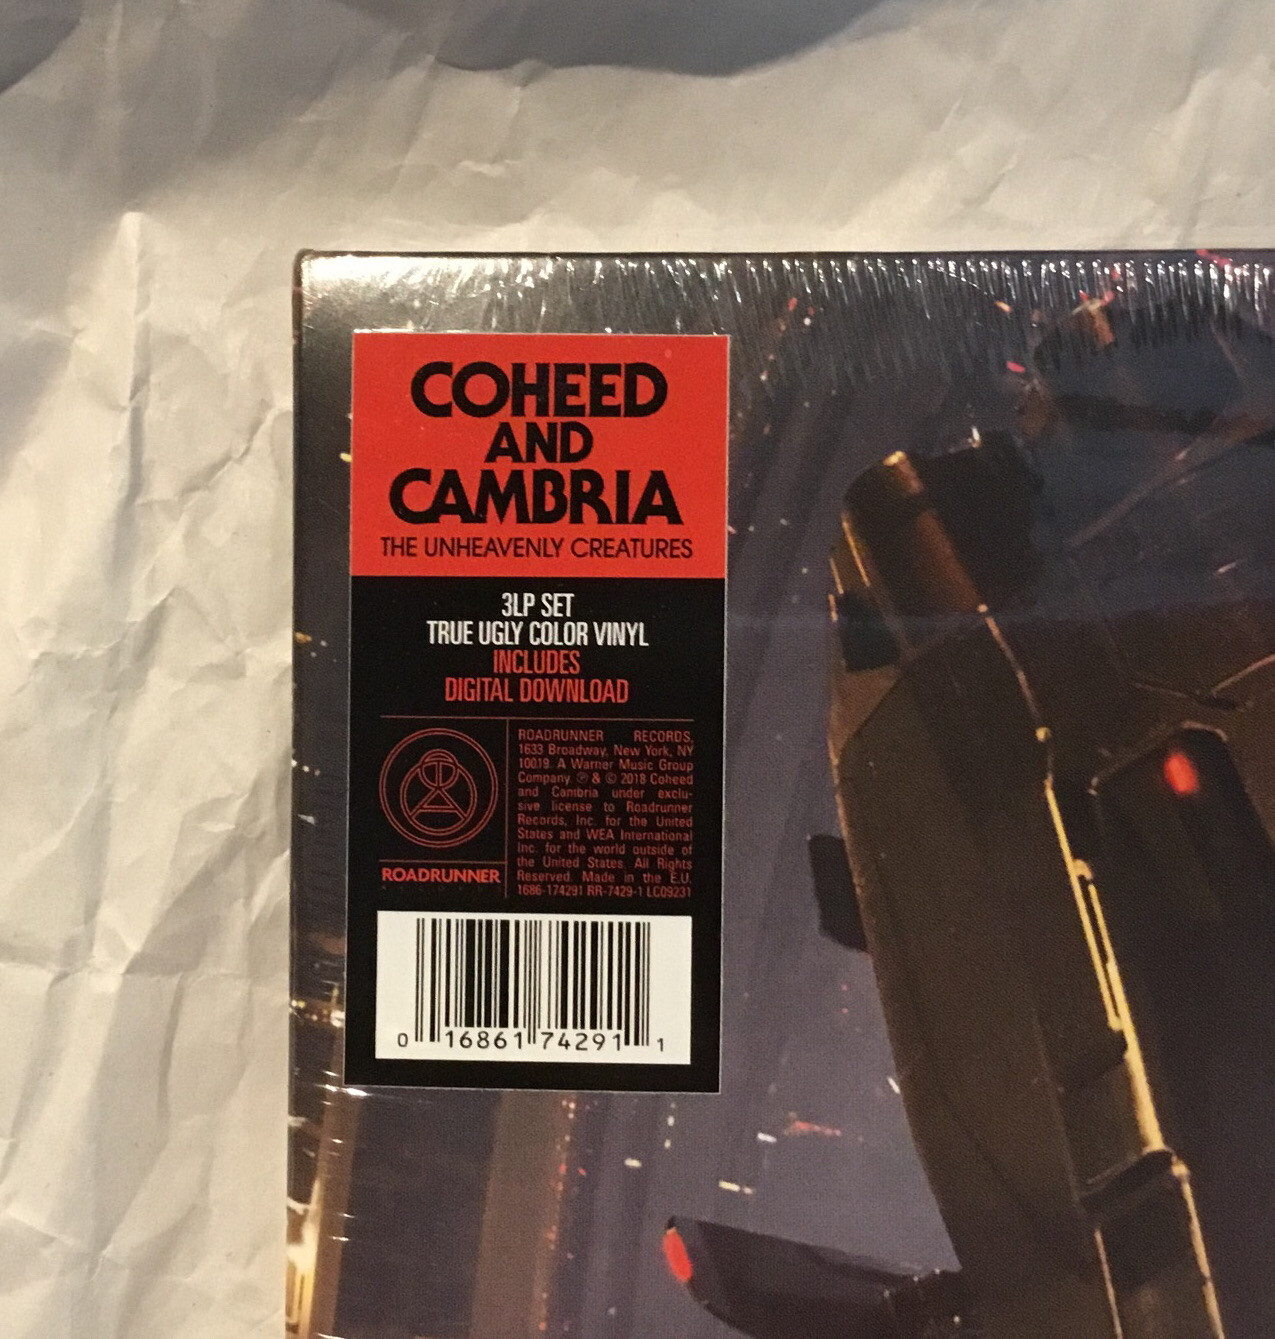 COHEED
AND
CAMBRIA
THE UNHEAVENLY CREATURES
3LP SET
TRUE UGLY COLOR VINYL
INCLUDES
DIGITAL DOWNLOAD
ROADRUNNER RECORDS,
1633 Broadway, New York, NY
10019. A Warner Music Group
Company ℗ & © 2018 Coheed
and Cambria under exclu-
sive license to Roadrunner
Records, Inc. for the United
States and WEA International
Inc. for the world outside of
the United States. All Rights
Reserved. Made in the E.U.
1686-174291 RR-7429-1 LC09231
ROADRUNNER
RECORDS
0 16861 74291 1